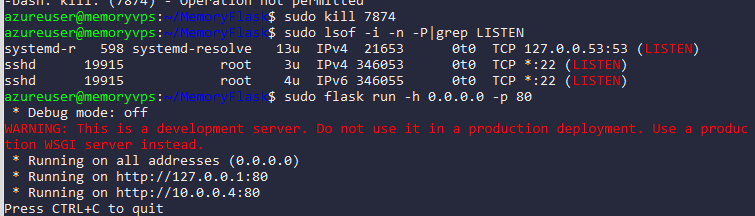 -bash: kill: (7874) - Operation not permitted
azureuser@memoryvps:~/MemoryFlask$ sudo kill 7874
azureuser@memoryvps:~/MemoryFlask$ sudo lsof -i -n -P|grep LISTEN
systemd-r   598 systemd-resolve   13u  IPv4  21653      0t0  TCP 127.0.0.53:53 (LISTEN)
sshd      19915            root    3u  IPv4 346053      0t0  TCP *:22 (LISTEN)
sshd      19915            root    4u  IPv6 346055      0t0  TCP *:22 (LISTEN)
azureuser@memoryvps:~/MemoryFlask$ sudo flask run -h 0.0.0.0 -p 80
 * Debug mode: off
WARNING: This is a development server. Do not use it in a production deployment. Use a produc
tion WSGI server instead.
 * Running on all addresses (0.0.0.0)
 * Running on http://127.0.0.1:80
 * Running on http://10.0.0.4:80
Press CTRL+C to quit